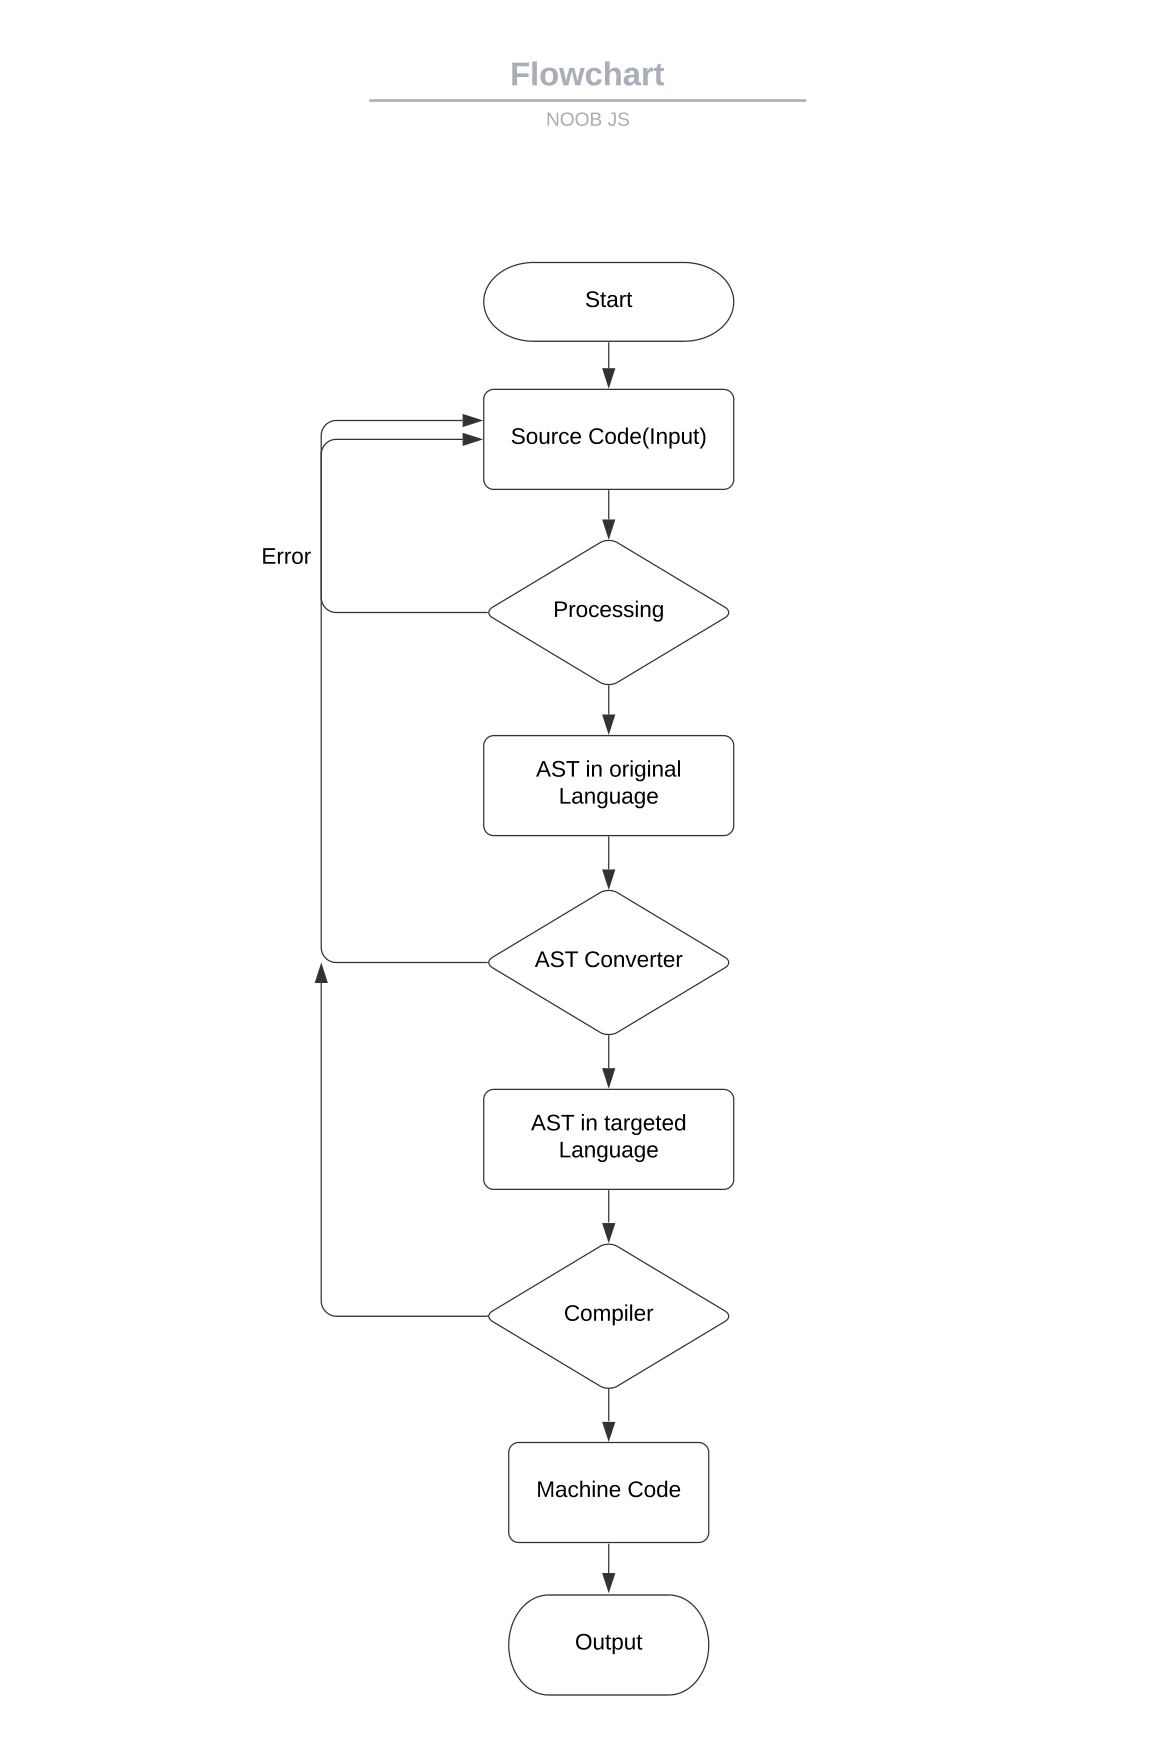 Flowchart
NOOB JS
Start
Source Code(Input)
Error
Processing
AST in original
Language
AST Converter
AST in targeted
Language
Compiler
Machine Code
Output